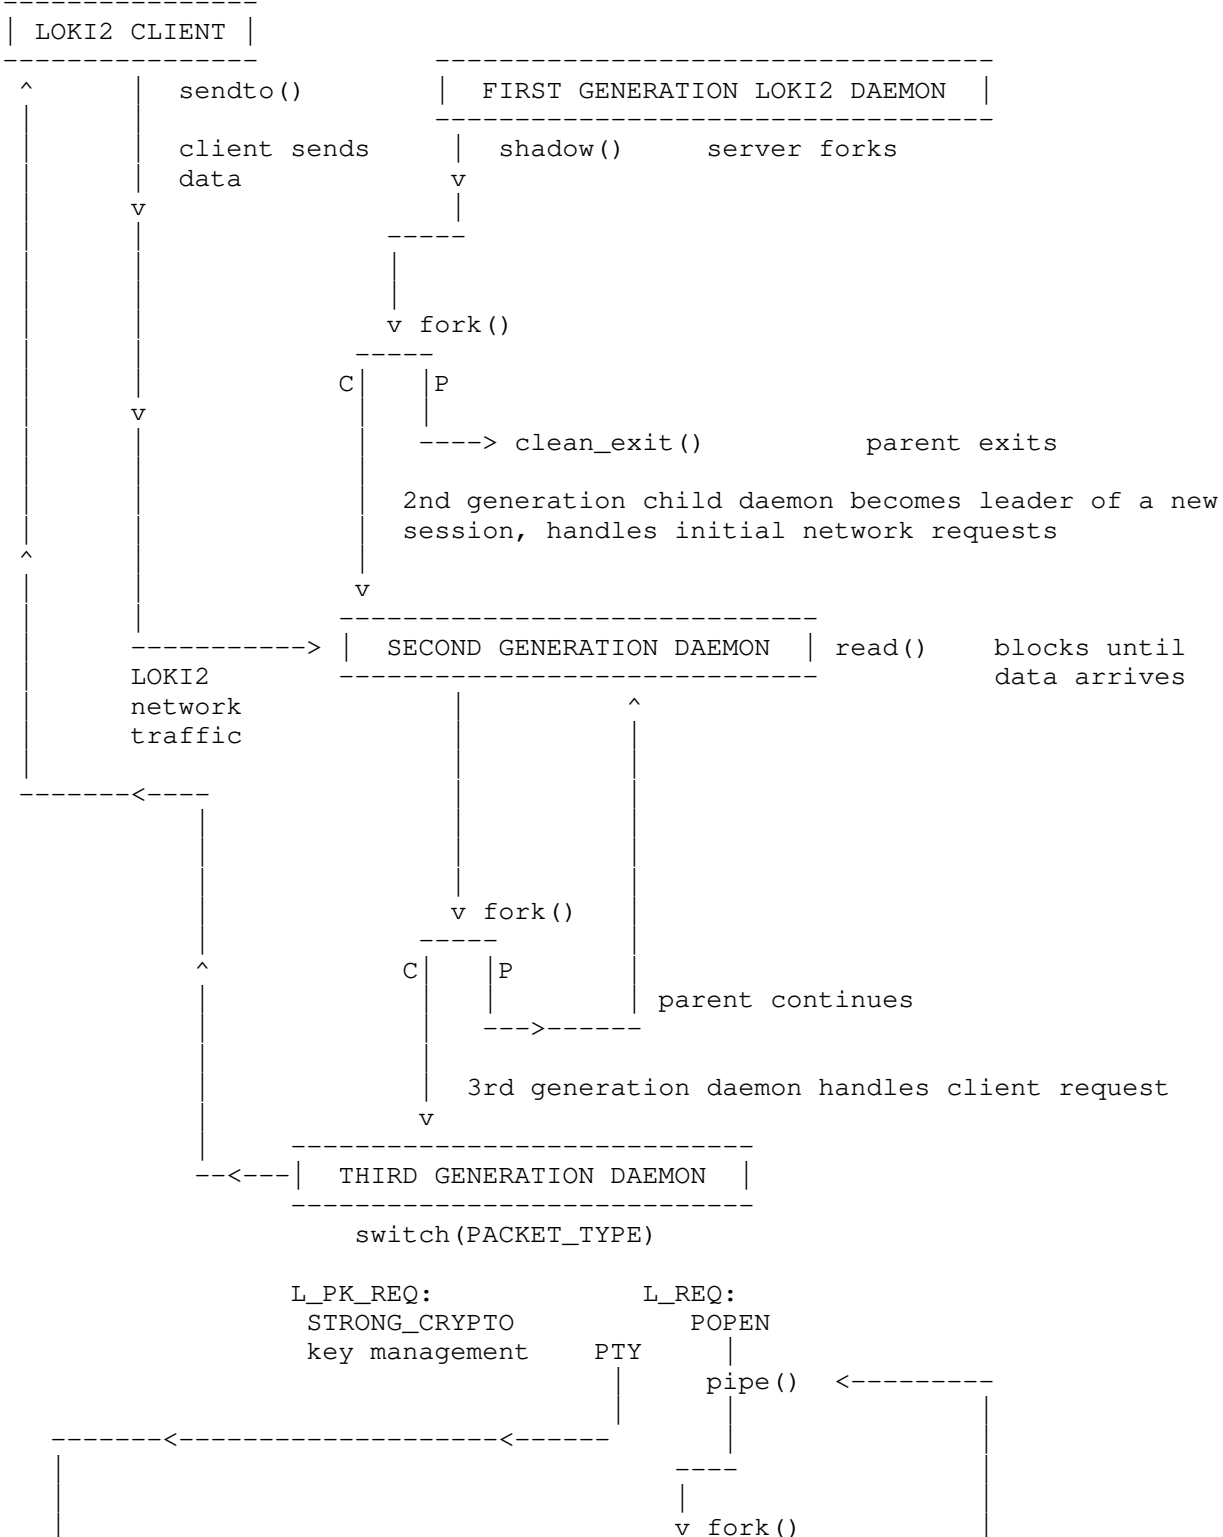 LOKI2 CLIENT
sendto() FIRST GENERATION LOKI2 DAEMON
client sends shadow() server forks
data v
v
v fork()
C P
v
----> clean_exit() parent exits
2nd generation child daemon becomes leader of a new
session, handles initial network requests
v
-----------> SECOND GENERATION DAEMON read() blocks until
LOKI2 data arrives
network
traffic
v fork()
C P
parent continues
3rd generation daemon handles client request
v
THIRD GENERATION DAEMON
switch(PACKET_TYPE)
L_PK_REQ: L_REQ:
STRONG_CRYPTO POPEN
key management PTY
pipe() <---------
v fork()